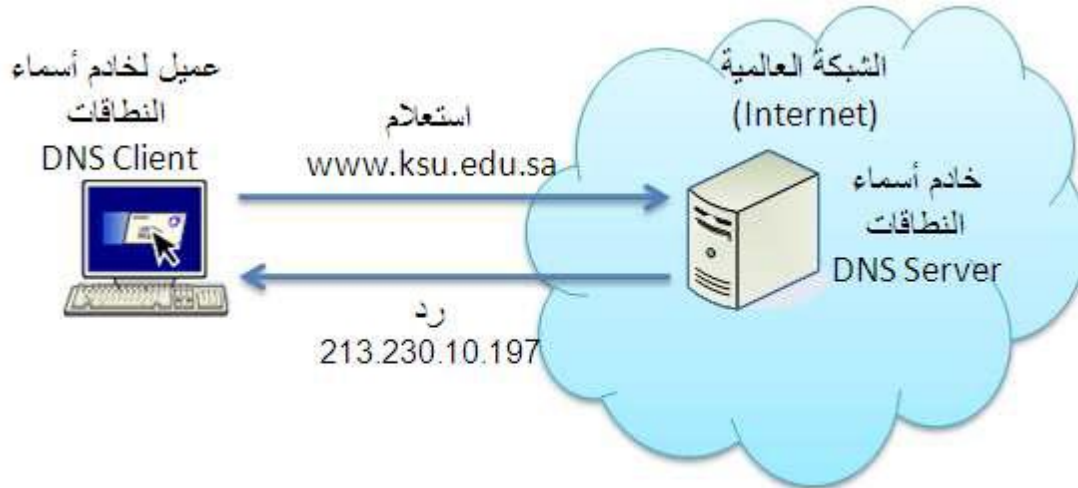 عميل لخادم أسماء
النطاقات
DNS Client
استعلام
www.ksu.edu.sa
رد
213.230.10.197
الشبكة العالمية
(Internet)
خادم أسماء
النطاقات
DNS Server